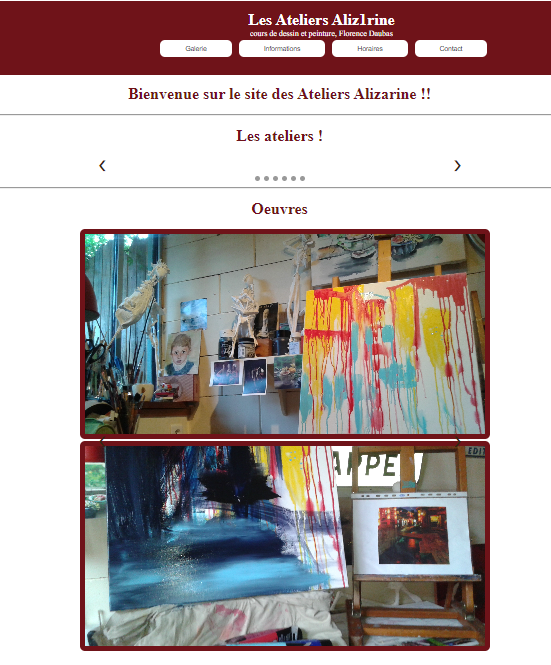 Les Ateliers Aliz1rine
cours de dessin et peinture, Florence Daubas
Galerie
Informations
Horaires
Contact
Bienvenue sur le site des Ateliers Alizarine !!
Les ateliers !
Oeuvres
EDIT